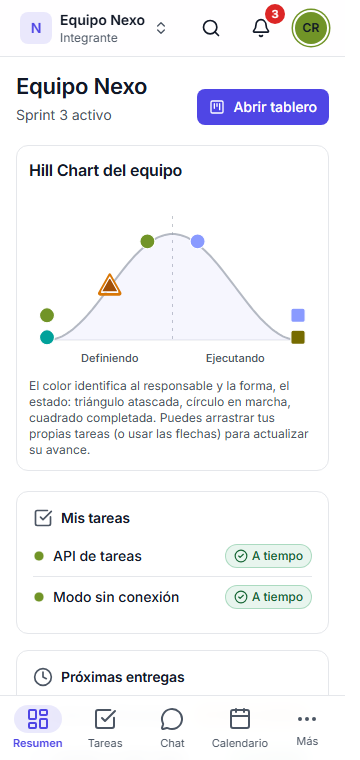 N
Equipo Nexo
Integrante
3
CR
Equipo Nexo
Sprint 3 activo
Abrir tablero
Hill Chart del equipo
Definiendo
Ejecutando
El color identifica al responsable y la forma, el
estado: triángulo atascada, círculo en marcha,
cuadrado completada. Puedes arrastrar tus
propias tareas (o usar las flechas) para actualizar
su avance.
Mis tareas
API de tareas
A tiempo
Modo sin conexión
A tiempo
Próximas entregas
Resumen
Tareas
Chat
Calendario
Más